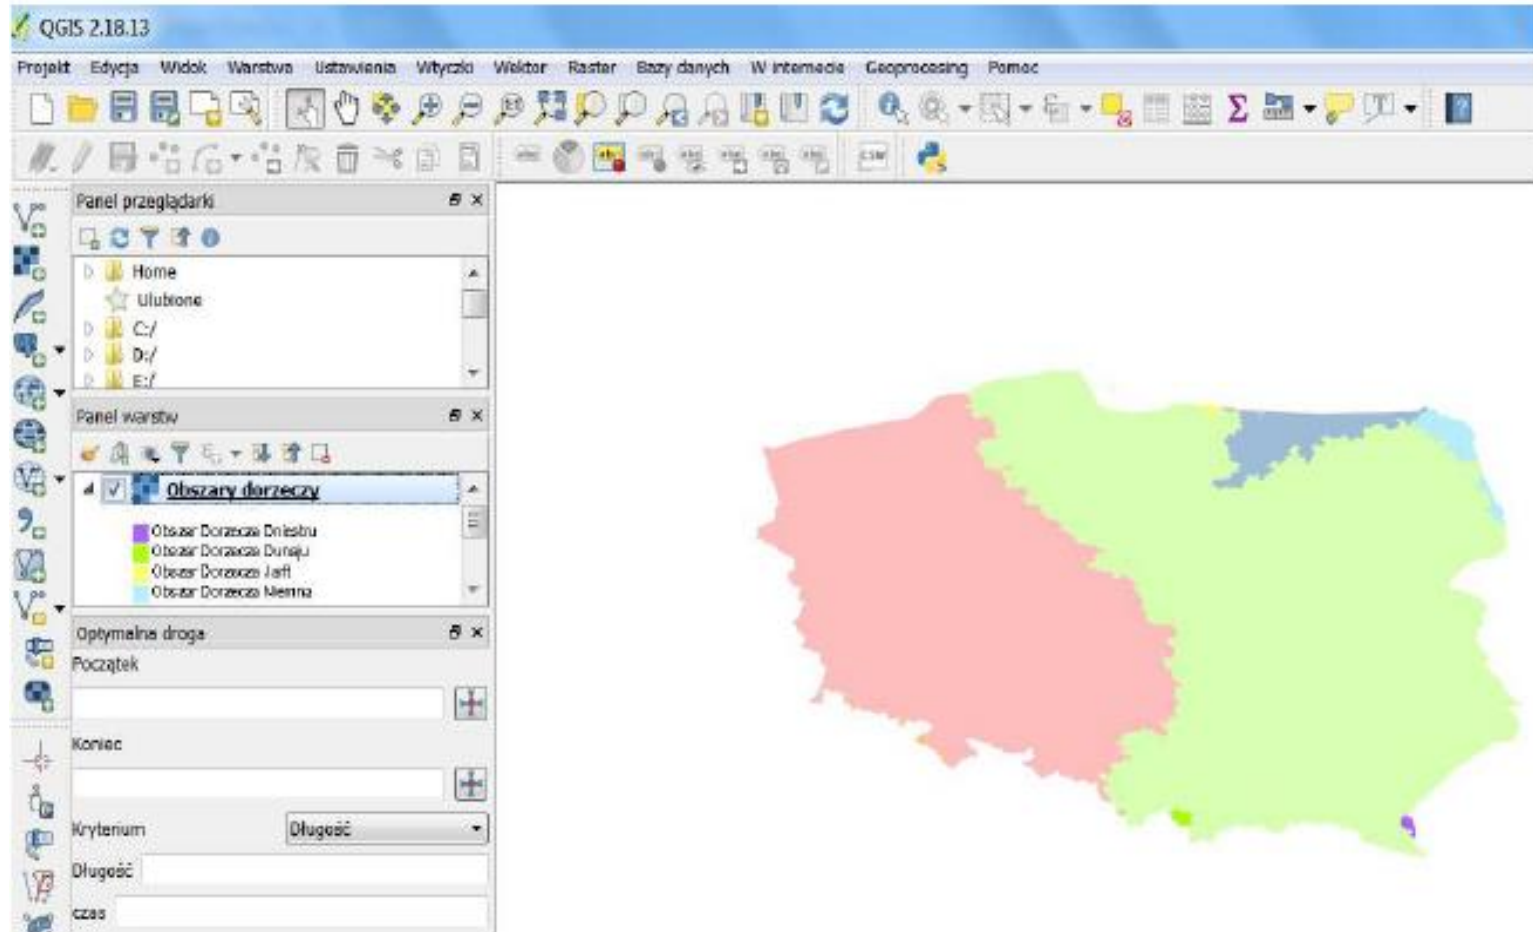 QGIS 2.18.13
Projekt Edycja Widok Warstwa Ustawienia Wtyczki Wektor Raster Bazy danych W internecie Geoprocesing Pomoc
CSW
Panel przeglądarki
Home
Ulubione
C:/
D:/
E:/
Panel warstw
Obszary dorzeczy
Obszar Dorzecza Dniestru
Obszar Dorzecza Dunaju
Obszar Dorzecza Jarft
Obszar Dorzecza Niemna
Optymalna droga
Początek
Koniec
Kryterium Długość
Długość
czas